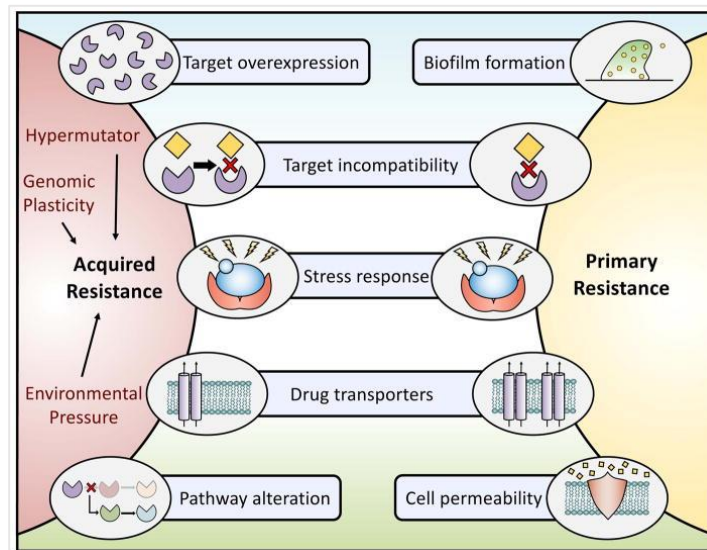 Target overexpression
Biofilm formation
Hypermutator
Target incompatibility
Genomic
Plasticity
Acquired
Resistance
Stress response
Primary
Resistance
Environmental
Pressure
Drug transporters
Pathway alteration
Cell permeability